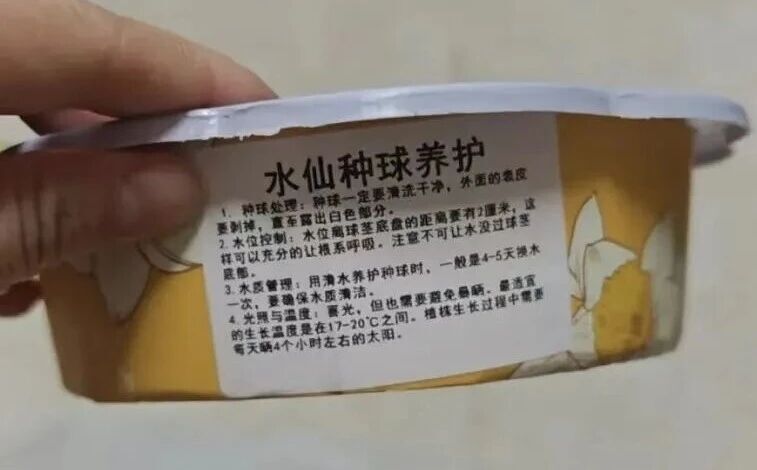 水仙种球养护
1. 种球处理：种球一定要清洗干净，外面的表皮
要剥掉，直至露出白色部分。
2. 水位控制：水位离球茎底盘的距离要有2厘米，这
样可以充分的让根系呼吸。注意不可让水没过球茎
底部。
3. 水质管理：用清水养护种球时，一般是4-5天换水
一次，要确保水质清洁。
4. 光照与温度：喜光，但也需要避免暴晒。最适宜
的生长温度是在17-20℃之间。植株生长过程中需要
每天晒4个小时左右的太阳。